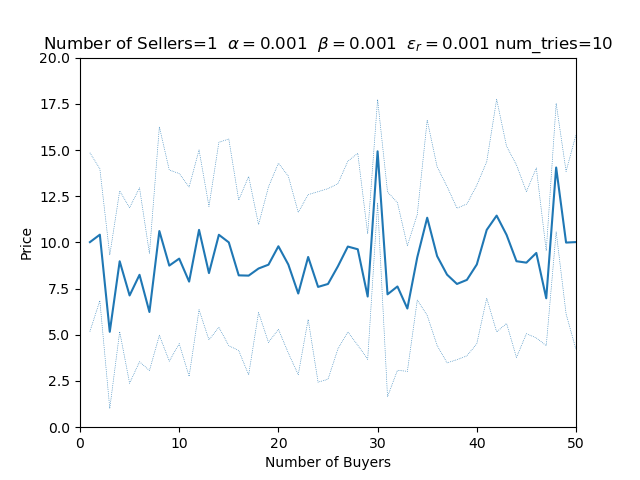 Number of Sellers=1 α = 0.001 β = 0.001 εr = 0.001 num_tries=10
20.0
17.5
15.0
12.5
10.0
7.5
5.0
2.5
0.0
Price
0 10 20 30 40 50
Number of Buyers